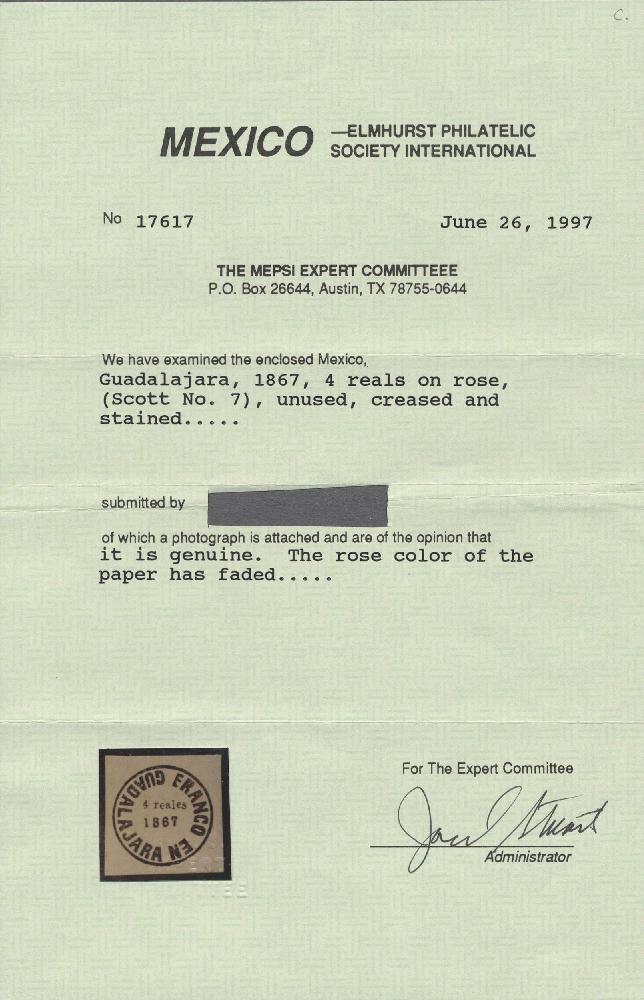 C.
MEXICO —ELMHURST PHILATELIC
SOCIETY INTERNATIONAL
No 17617 June 26, 1997
THE MEPSI EXPERT COMMITTEEE
P.O. Box 26644, Austin, TX 78755-0644
We have examined the enclosed Mexico,
Guadalajara, 1867, 4 reals on rose,
(Scott No. 7), unused, creased and
stained.....
submitted by
of which a photograph is attached and are of the opinion that
it is genuine. The rose color of the
paper has faded.....
FRANCO EN GUADALAJARA
4 reales
1867
For The Expert Committee
Stuart
Administrator